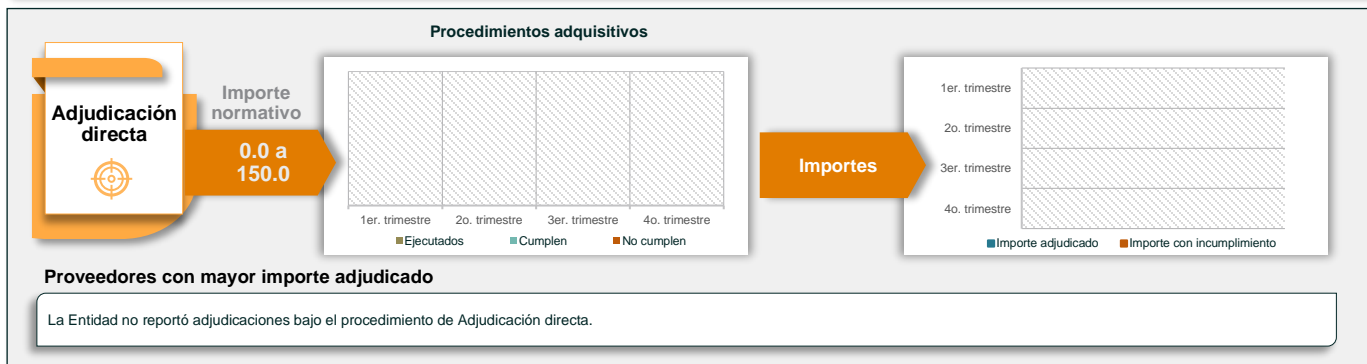 Procedimientos adquisitivos
Adjudicación
directa
Importe
normativo
0.0 a
150.0
1er. trimestre
2o. trimestre
3er. trimestre
4o. trimestre
Ejecutados
Cumplen
No cumplen
Importes
1er. trimestre
2o. trimestre
3er. trimestre
4o. trimestre
Importe adjudicado
Importe con incumplimiento
Proveedores con mayor importe adjudicado
La Entidad no reportó adjudicaciones bajo el procedimiento de Adjudicación directa.